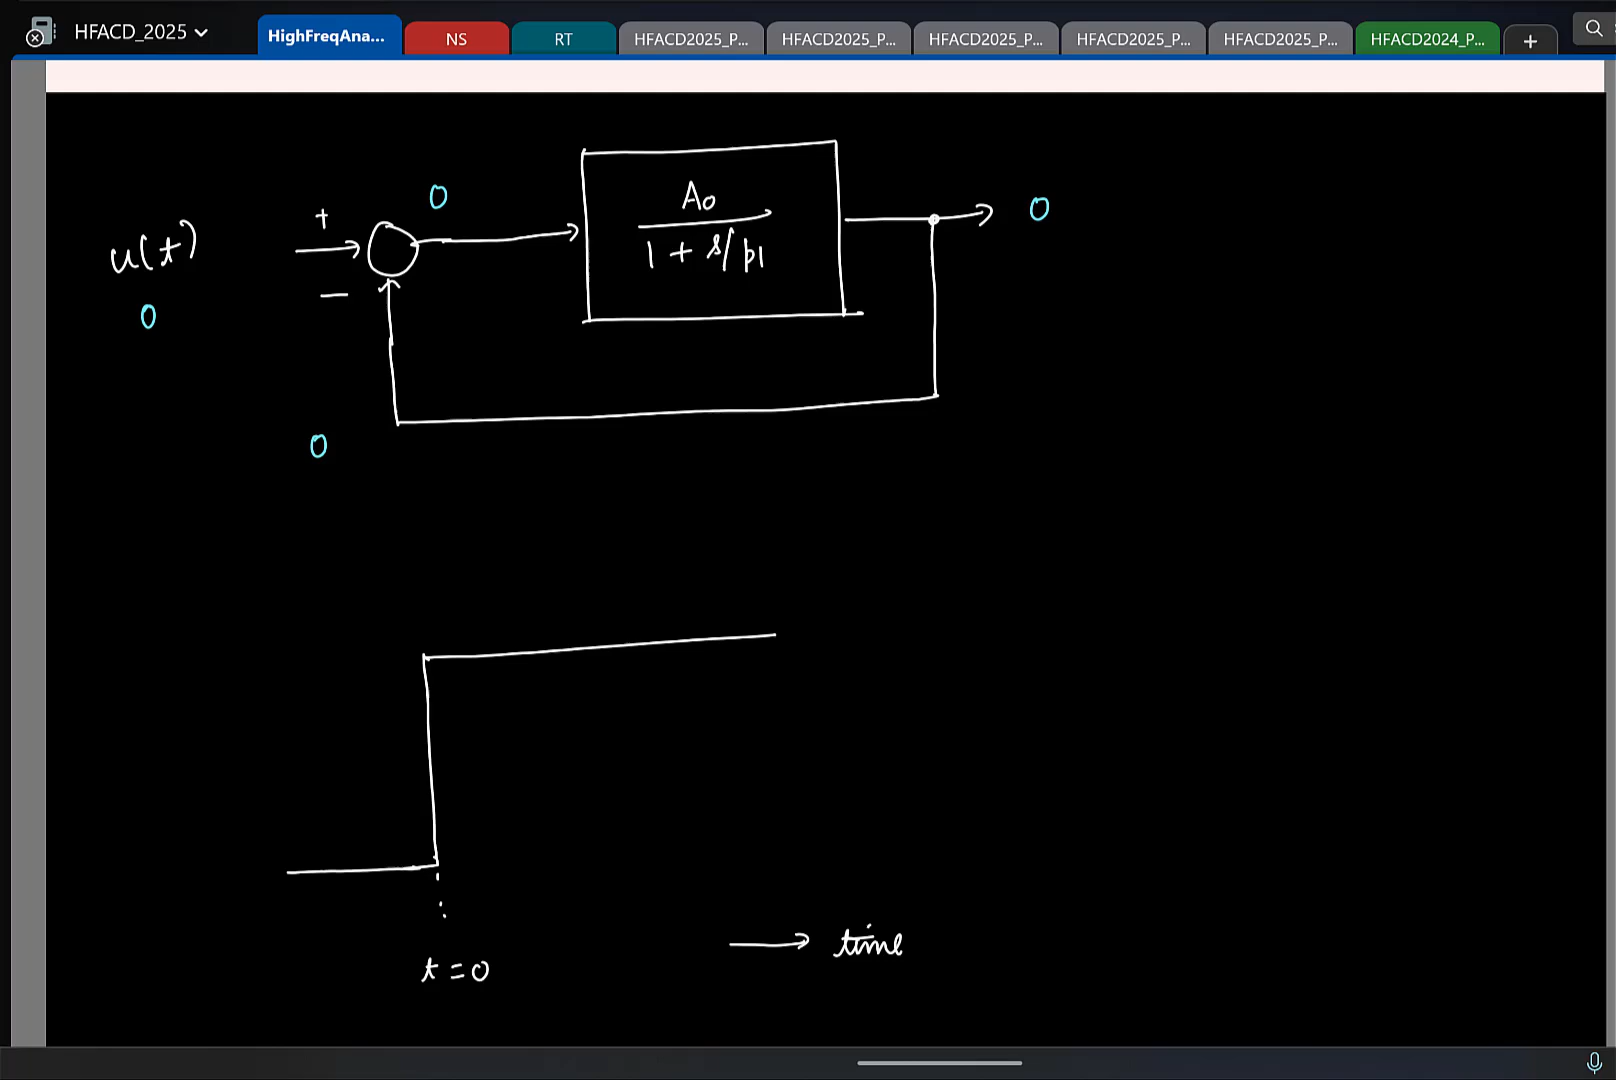 HFACD_2025
HighFreqAna... NS RT HFACD2025_P... HFACD2025_P... HFACD2025_P... HFACD2025_P... HFACD2025_P... HFACD2024_P... +
u(t)
0
+
−
0
A0
1 + s/p1
0
0
t = 0
time